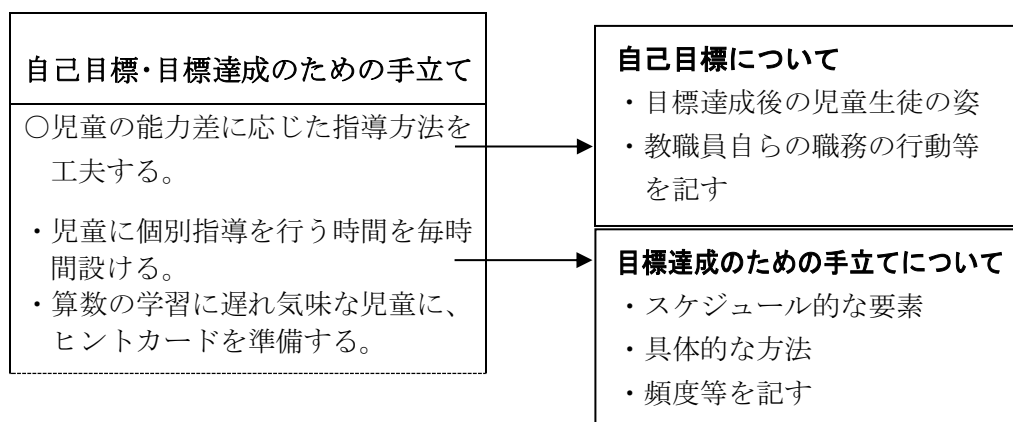 自己目標・目標達成のための手立て
○児童の能力差に応じた指導方法を
工夫する。
・児童に個別指導を行う時間を毎時
間設ける。
・算数の学習に遅れ気味な児童に、
ヒントカードを準備する。
自己目標について
・目標達成後の児童生徒の姿
・教職員自らの職務の行動等
を記す
目標達成のための手立てについて
・スケジュール的な要素
・具体的な方法
・頻度等を記す